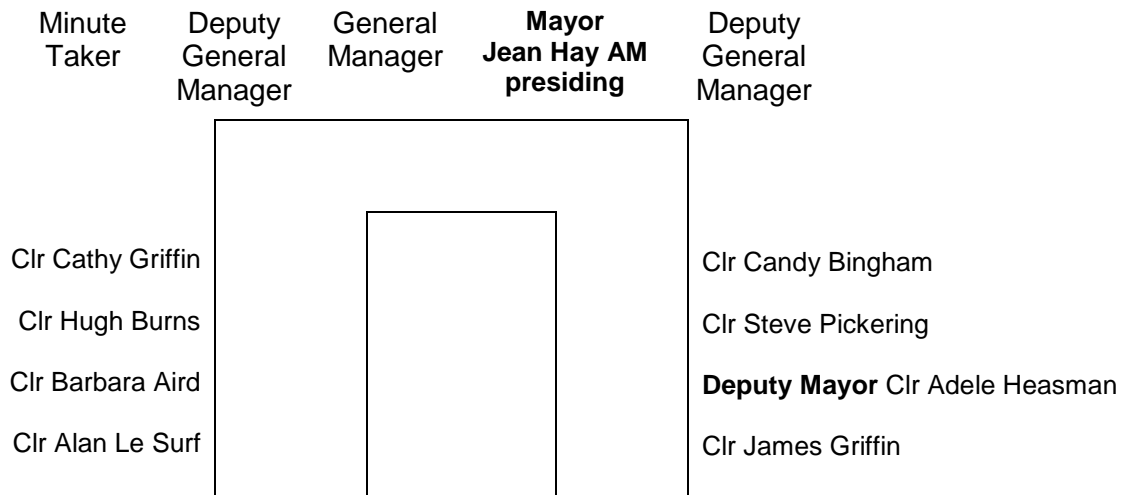 Minute
Taker
Deputy
General
Manager
General
Manager
Mayor
Jean Hay AM
presiding
Deputy
General
Manager
Clr Cathy Griffin
Clr Hugh Burns
Clr Barbara Aird
Clr Alan Le Surf
Clr Candy Bingham
Clr Steve Pickering
Deputy Mayor Clr Adele Heasman
Clr James Griffin